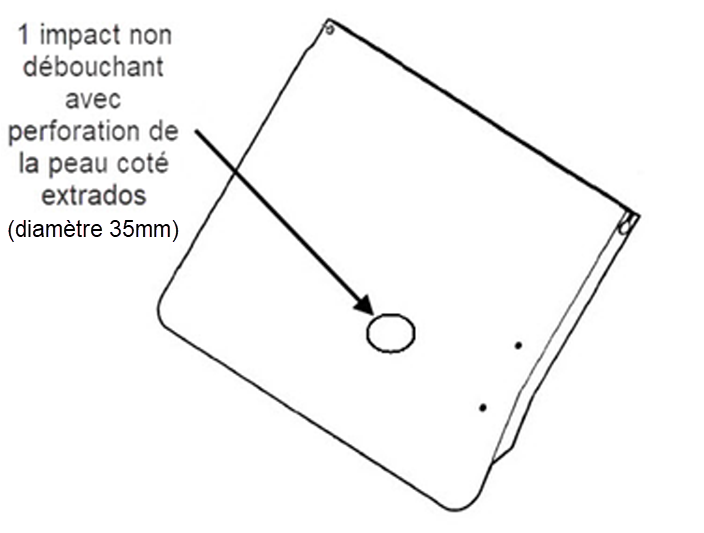 1 impact non
débouchant
avec
perforation de
la peau coté
extrados
(diamètre 35mm)